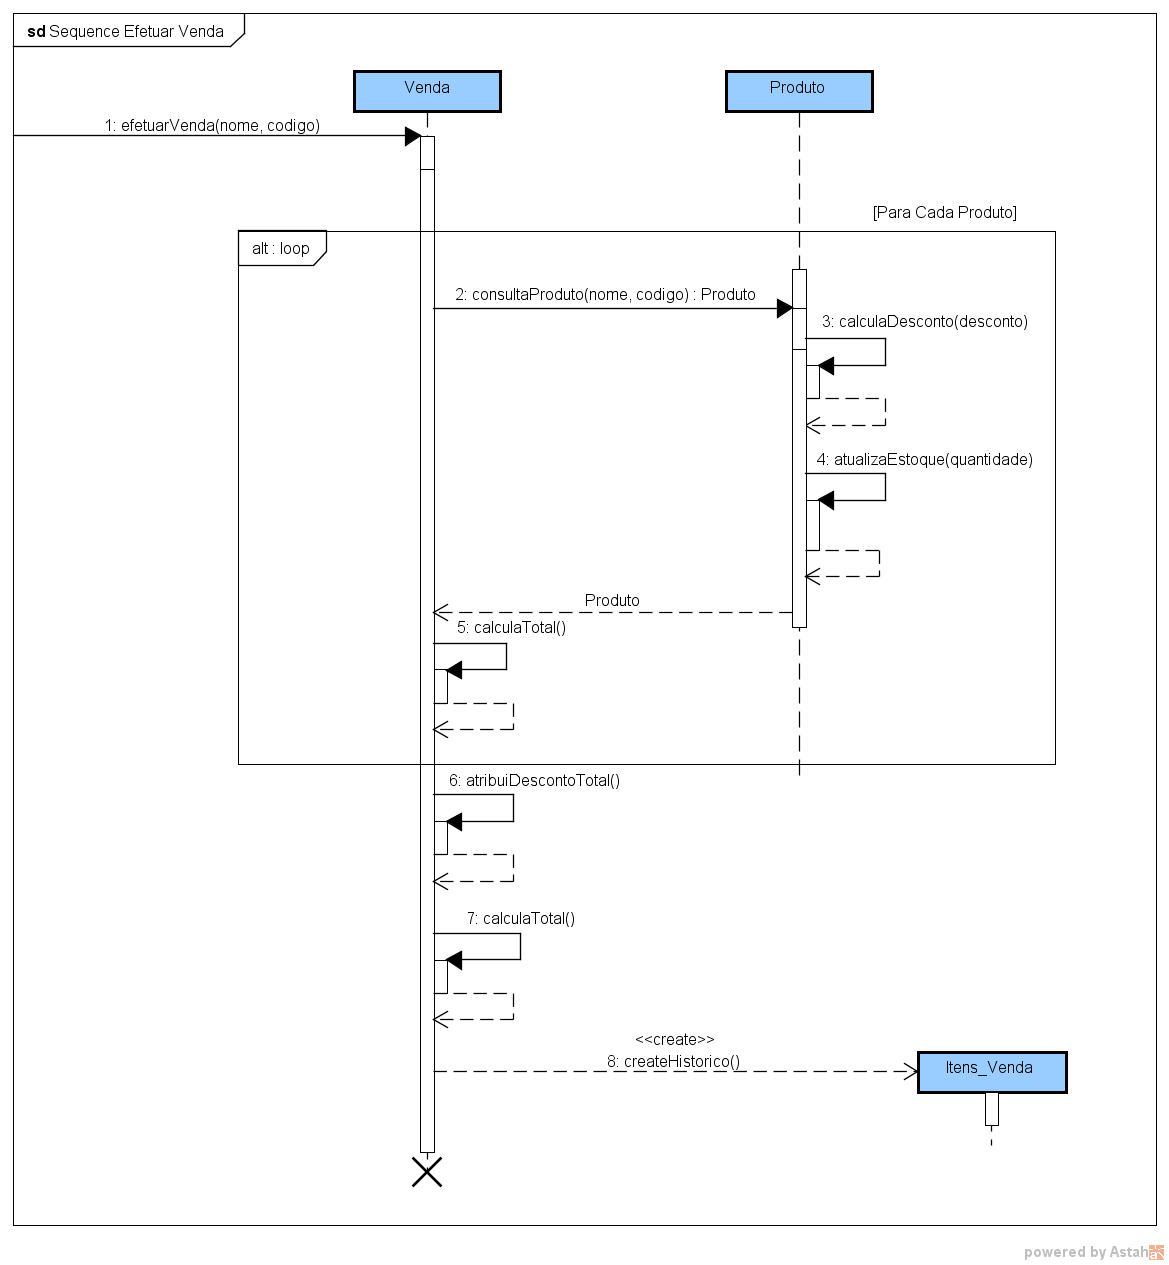 sd Sequence Efetuar Venda
Venda
Produto
1: efetuarVenda(nome, codigo)
[Para Cada Produto]
alt : loop
2: consultaProduto(nome, codigo) : Produto
3: calculaDesconto(desconto)
4: atualizaEstoque(quantidade)
Produto
5: calculaTotal()
6: atribuiDescontoTotal()
7: calculaTotal()
<<create>>
8: createHistorico()
Itens_Venda
powered by Astah